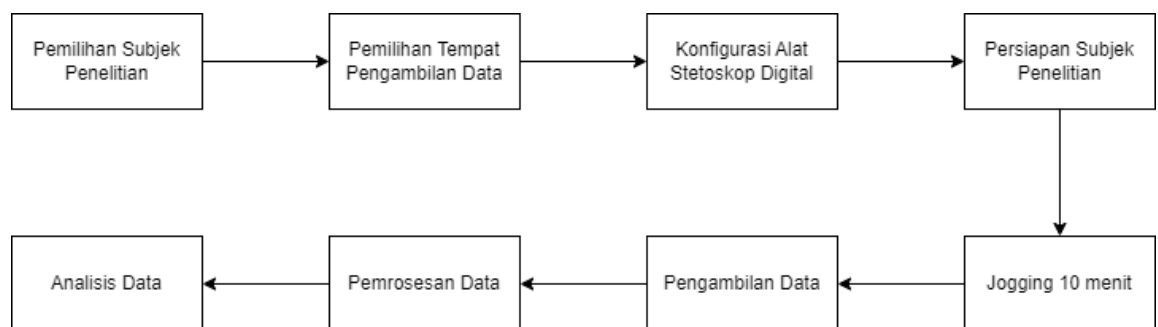 Pemilihan Subjek
Penelitian
Pemilihan Tempat
Pengambilan Data
Konfigurasi Alat
Stetoskop Digital
Persiapan Subjek
Penelitian
Jogging 10 menit
Pengambilan Data
Pemrosesan Data
Analisis Data